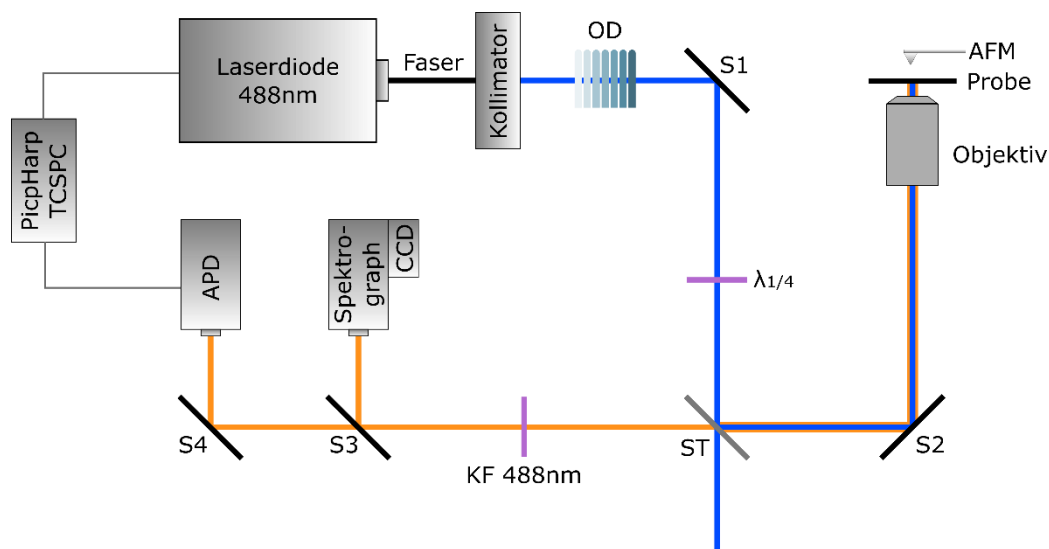 Laserdiode
488nm
Faser
Kollimator
OD
S1
AFM
Probe
Objektiv
PicpHarp
TCSPC
APD
Spektro-
graph
CCD
λ1/4
S4
S3
KF 488nm
ST
S2